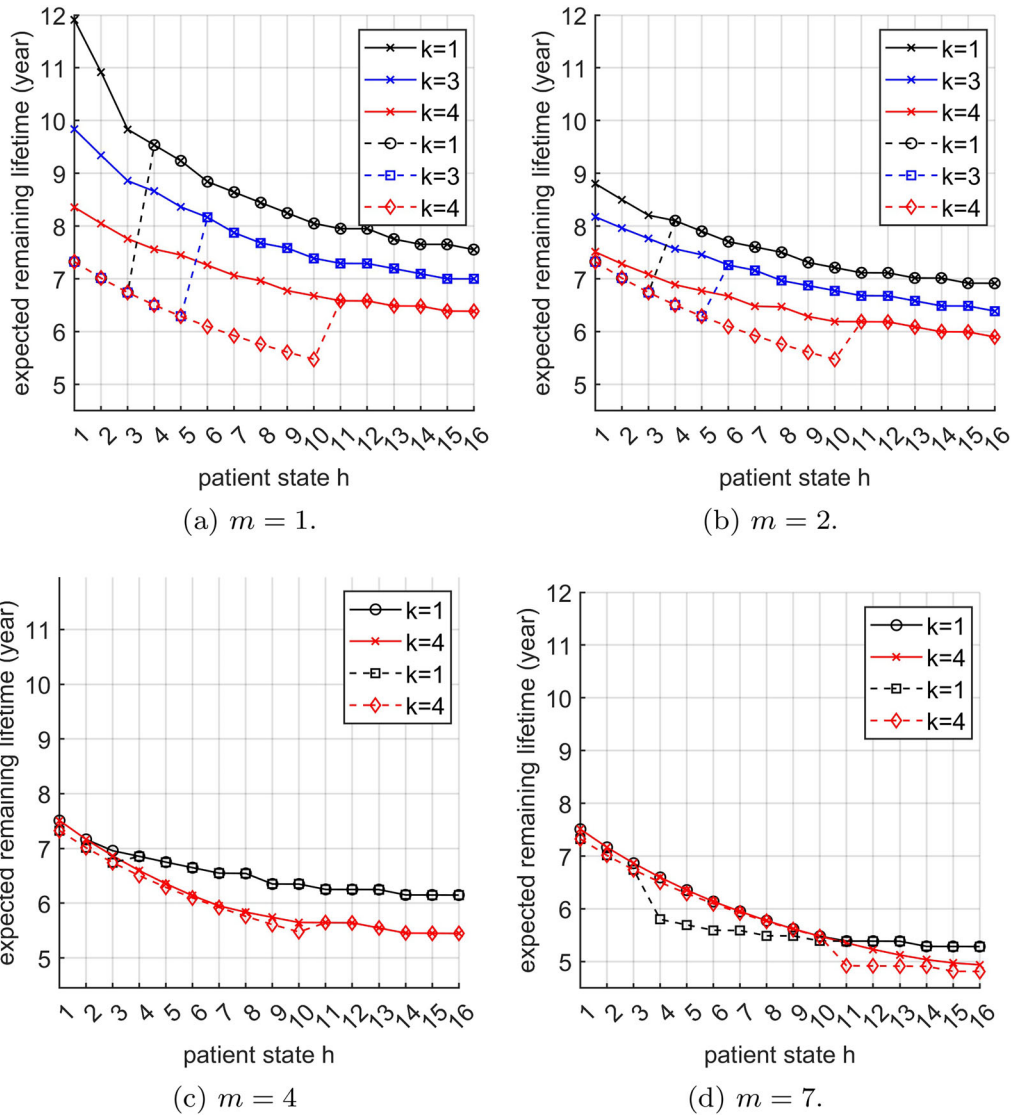 expected remaining lifetime (year)
12
11
10
9
8
7
6
5
k=1
k=3
k=4
k=1
k=3
k=4
1 2 3 4 5 6 7 8 9 10 11 12 13 14 15 16
patient state h
(a) m = 1.
expected remaining lifetime (year)
12
11
10
9
8
7
6
5
k=1
k=3
k=4
k=1
k=3
k=4
1 2 3 4 5 6 7 8 9 10 11 12 13 14 15 16
patient state h
(b) m = 2.
expected remaining lifetime (year)
11
10
9
8
7
6
5
k=1
k=4
k=1
k=4
1 2 3 4 5 6 7 8 9 10 11 12 13 14 15 16
patient state h
(c) m = 4
expected remaining lifetime (year)
12
11
10
9
8
7
6
5
k=1
k=4
k=1
k=4
1 2 3 4 5 6 7 8 9 10 11 12 13 14 15 16
patient state h
(d) m = 7.